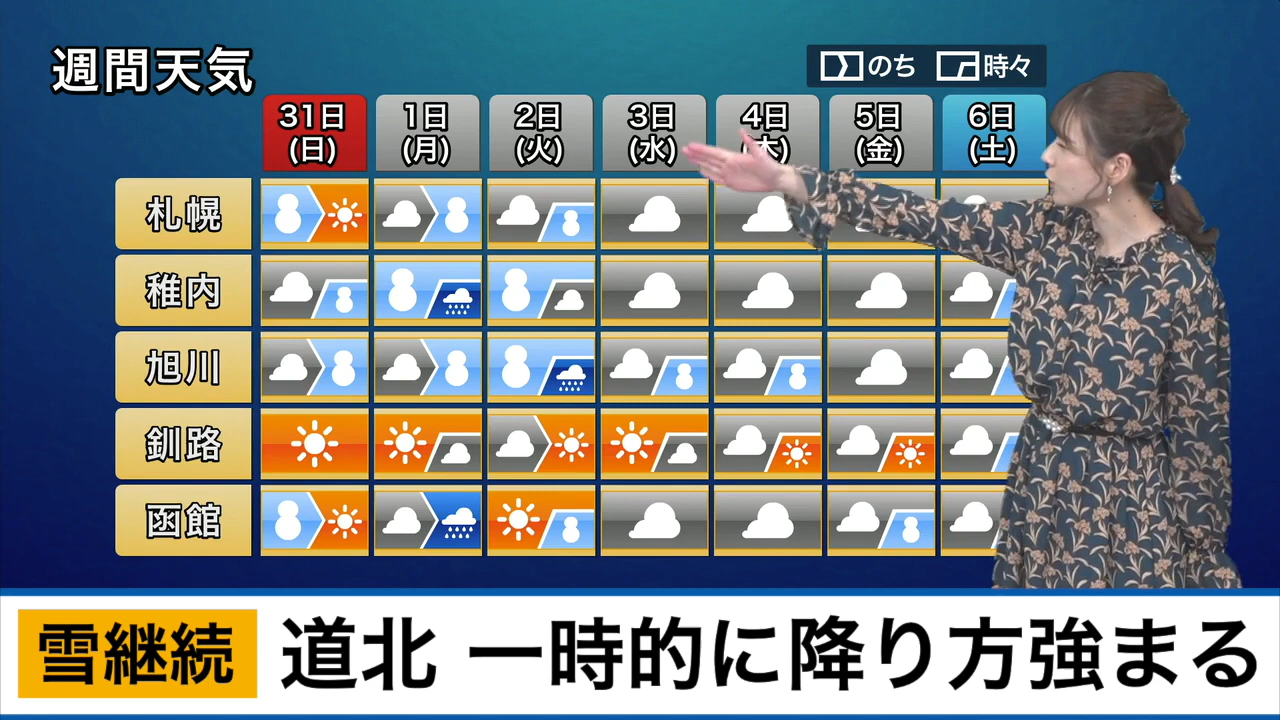 週間天気
のち 時々
31日 1日 2日 3日 4日 5日 6日
(日) (月) (火) (水) (木) (金) (土)
札幌
稚内
旭川
釧路
函館
雪継続 道北 一時的に降り方強まる